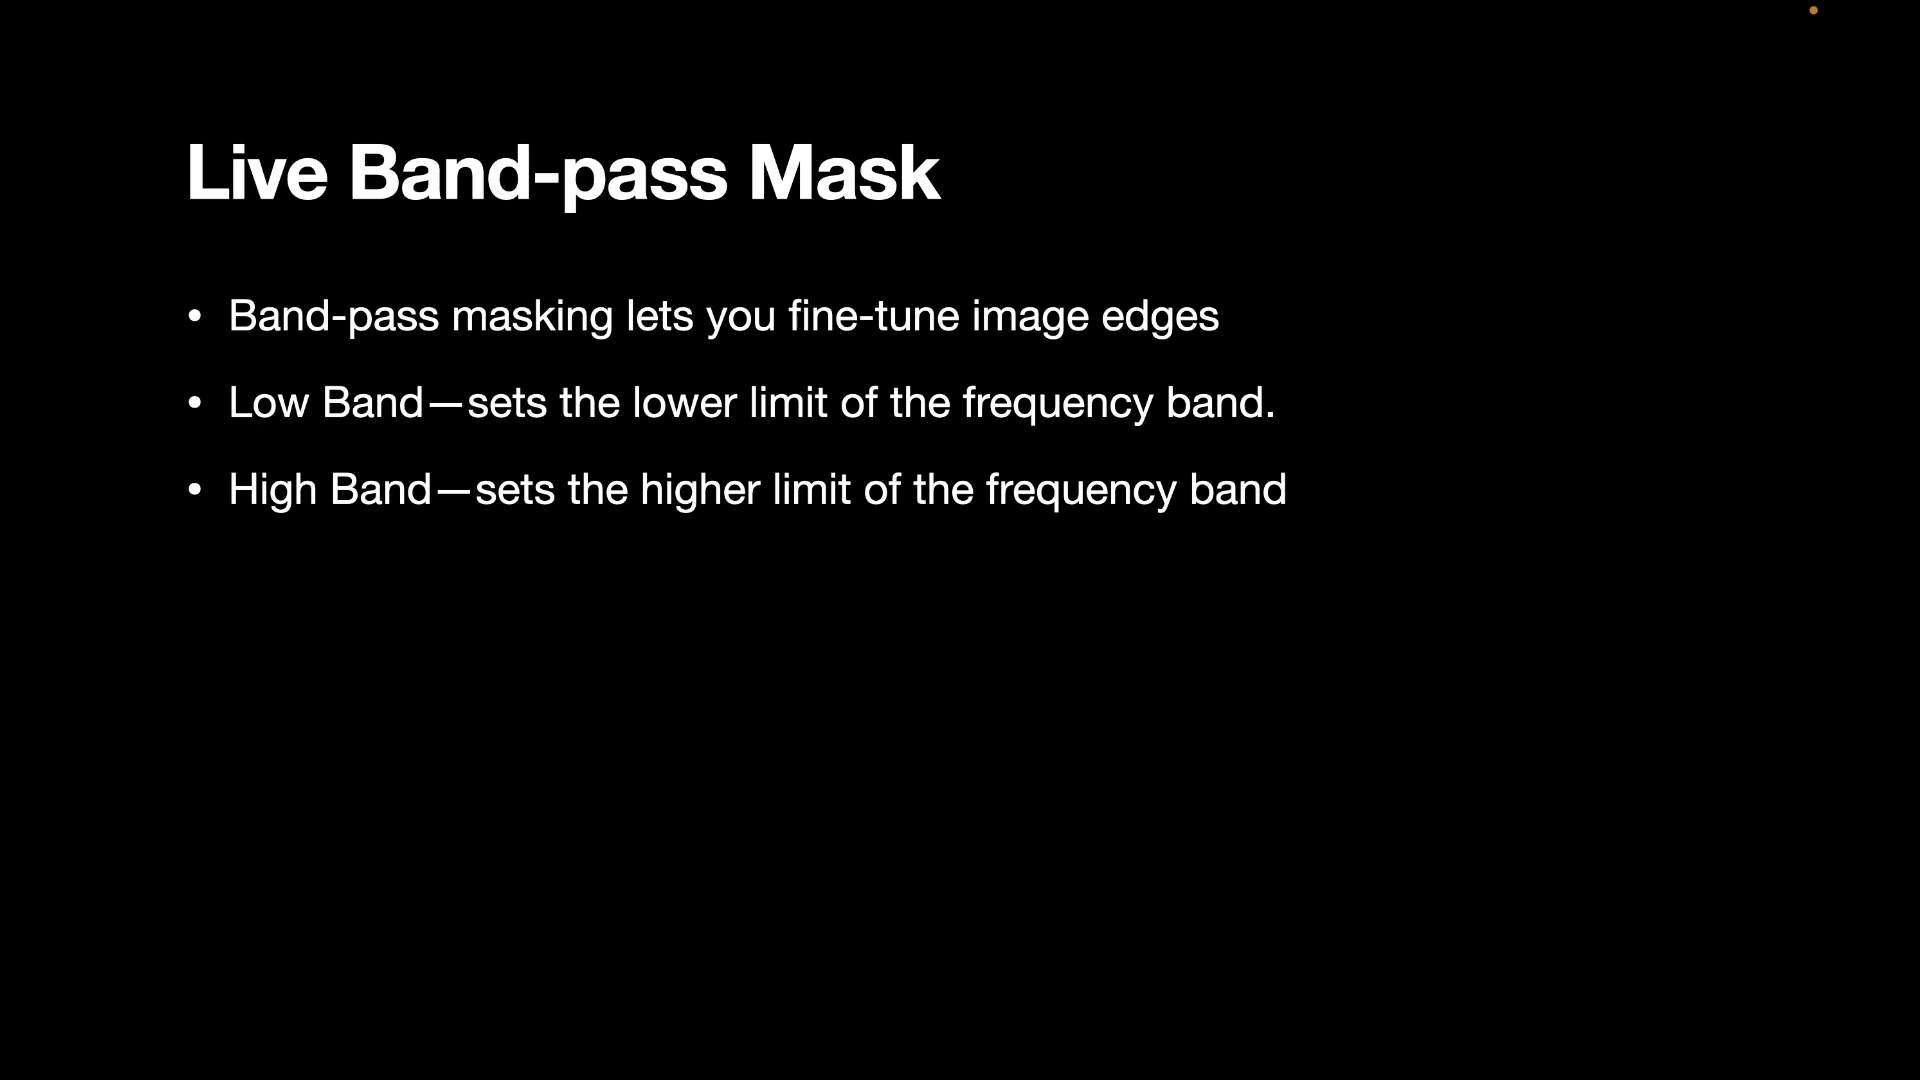 Live Band-pass Mask
• Band-pass masking lets you fine-tune image edges
• Low Band—sets the lower limit of the frequency band.
• High Band—sets the higher limit of the frequency band